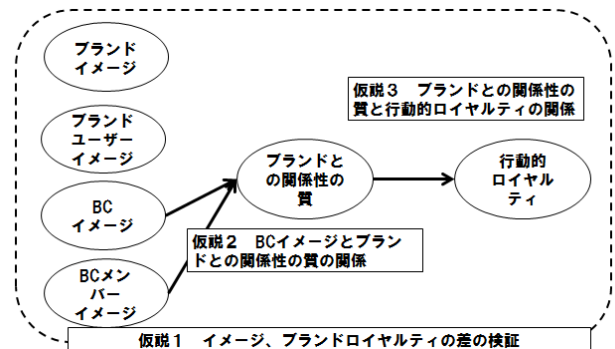 ブランド
イメージ
仮説３　ブランドとの関係性の
質と行動的ロイヤルティの関係
ブランド
ユーザー
イメージ
ブランドと
の関係性の
質
行動的
ロイヤル
ティ
BC
イメージ
仮説２　BCイメージとブラン
ドとの関係性の質の関係
BCメン
バー
イメージ
仮説１　イメージ、ブランドロイヤルティの差の検証